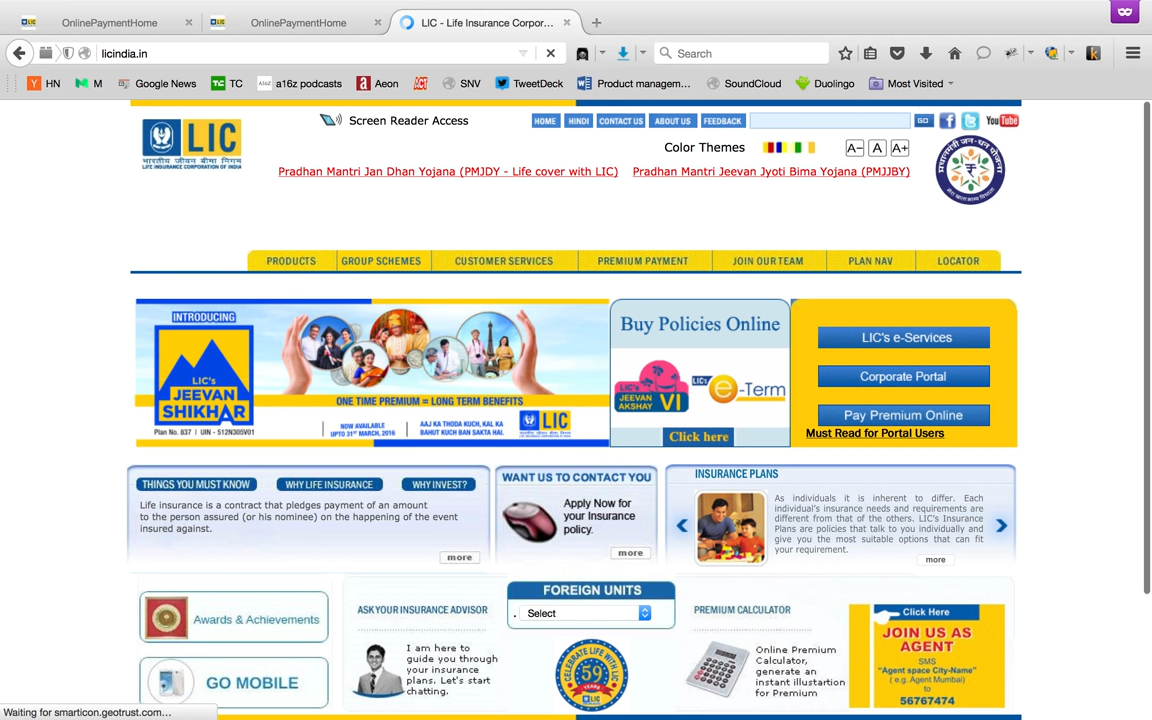 OnlinePaymentHome
OnlinePaymentHome
LIC - Life Insurance Corpor...
licindia.in
Search
HN
M
Google News
TC
a16z podcasts
Aeon
SNV
TweetDeck
Product managem...
SoundCloud
Duolingo
Most Visited
LIC
भारतीय जीवन बीमा निगम
LIFE INSURANCE CORPORATION OF INDIA
Screen Reader Access
HOME
HINDI
CONTACT US
ABOUT US
FEEDBACK
GO
You Tube
Color Themes
A-
A
A+
Pradhan Mantri Jan Dhan Yojana (PMJDY - Life cover with LIC)
Pradhan Mantri Jeevan Jyoti Bima Yojana (PMJJBY)
प्रधानमंत्री जन-धन योजना
PRODUCTS
GROUP SCHEMES
CUSTOMER SERVICES
PREMIUM PAYMENT
JOIN OUR TEAM
PLAN NAV
LOCATOR
INTRODUCING
LIC's
JEEVAN
SHIKHAR
Plan No. 837 | UIN - 512N305V01
ONE TIME PREMIUM = LONG TERM BENEFITS
NOW AVAILABLE
UPTO 31ST MARCH, 2016
AAJ KA THODA KUCH, KAL KA
BAHUT KUCH BAN SAKTA HAI.
LIC
Buy Policies Online
LIC's
JEEVAN
AKSHAY VI
LIC's
e-Term
Click here
LIC's e-Services
Corporate Portal
Pay Premium Online
Must Read for Portal Users
THINGS YOU MUST KNOW
WHY LIFE INSURANCE
WHY INVEST?
Life insurance is a contract that pledges payment of an amount
to the person assured (or his nominee) on the happening of the event
insured against.
more
WANT US TO CONTACT YOU
Apply Now for
your Insurance
policy.
more
INSURANCE PLANS
As individuals it is inherent to differ. Each
individual's insurance needs and requirements are
different from that of the others. LIC's Insurance
Plans are policies that talk to you individually and
give you the most suitable options that can fit
your requirement.
more
Awards & Achievements
GO MOBILE
ASK YOUR INSURANCE ADVISOR
I am here to
guide you through
your insurance
plans. Let's start
chatting.
FOREIGN UNITS
. Select
CELEBRATE LIFE WITH LIC
59
YEARS
LIC
PREMIUM CALCULATOR
Online Premium
Calculator,
generate an
instant illustartion
for Premium
Click Here
JOIN US AS
AGENT
SMS
"Agent space City-Name"
( e.g. Agent Mumbai)
to
56767474
Waiting for smarticon.geotrust.com...